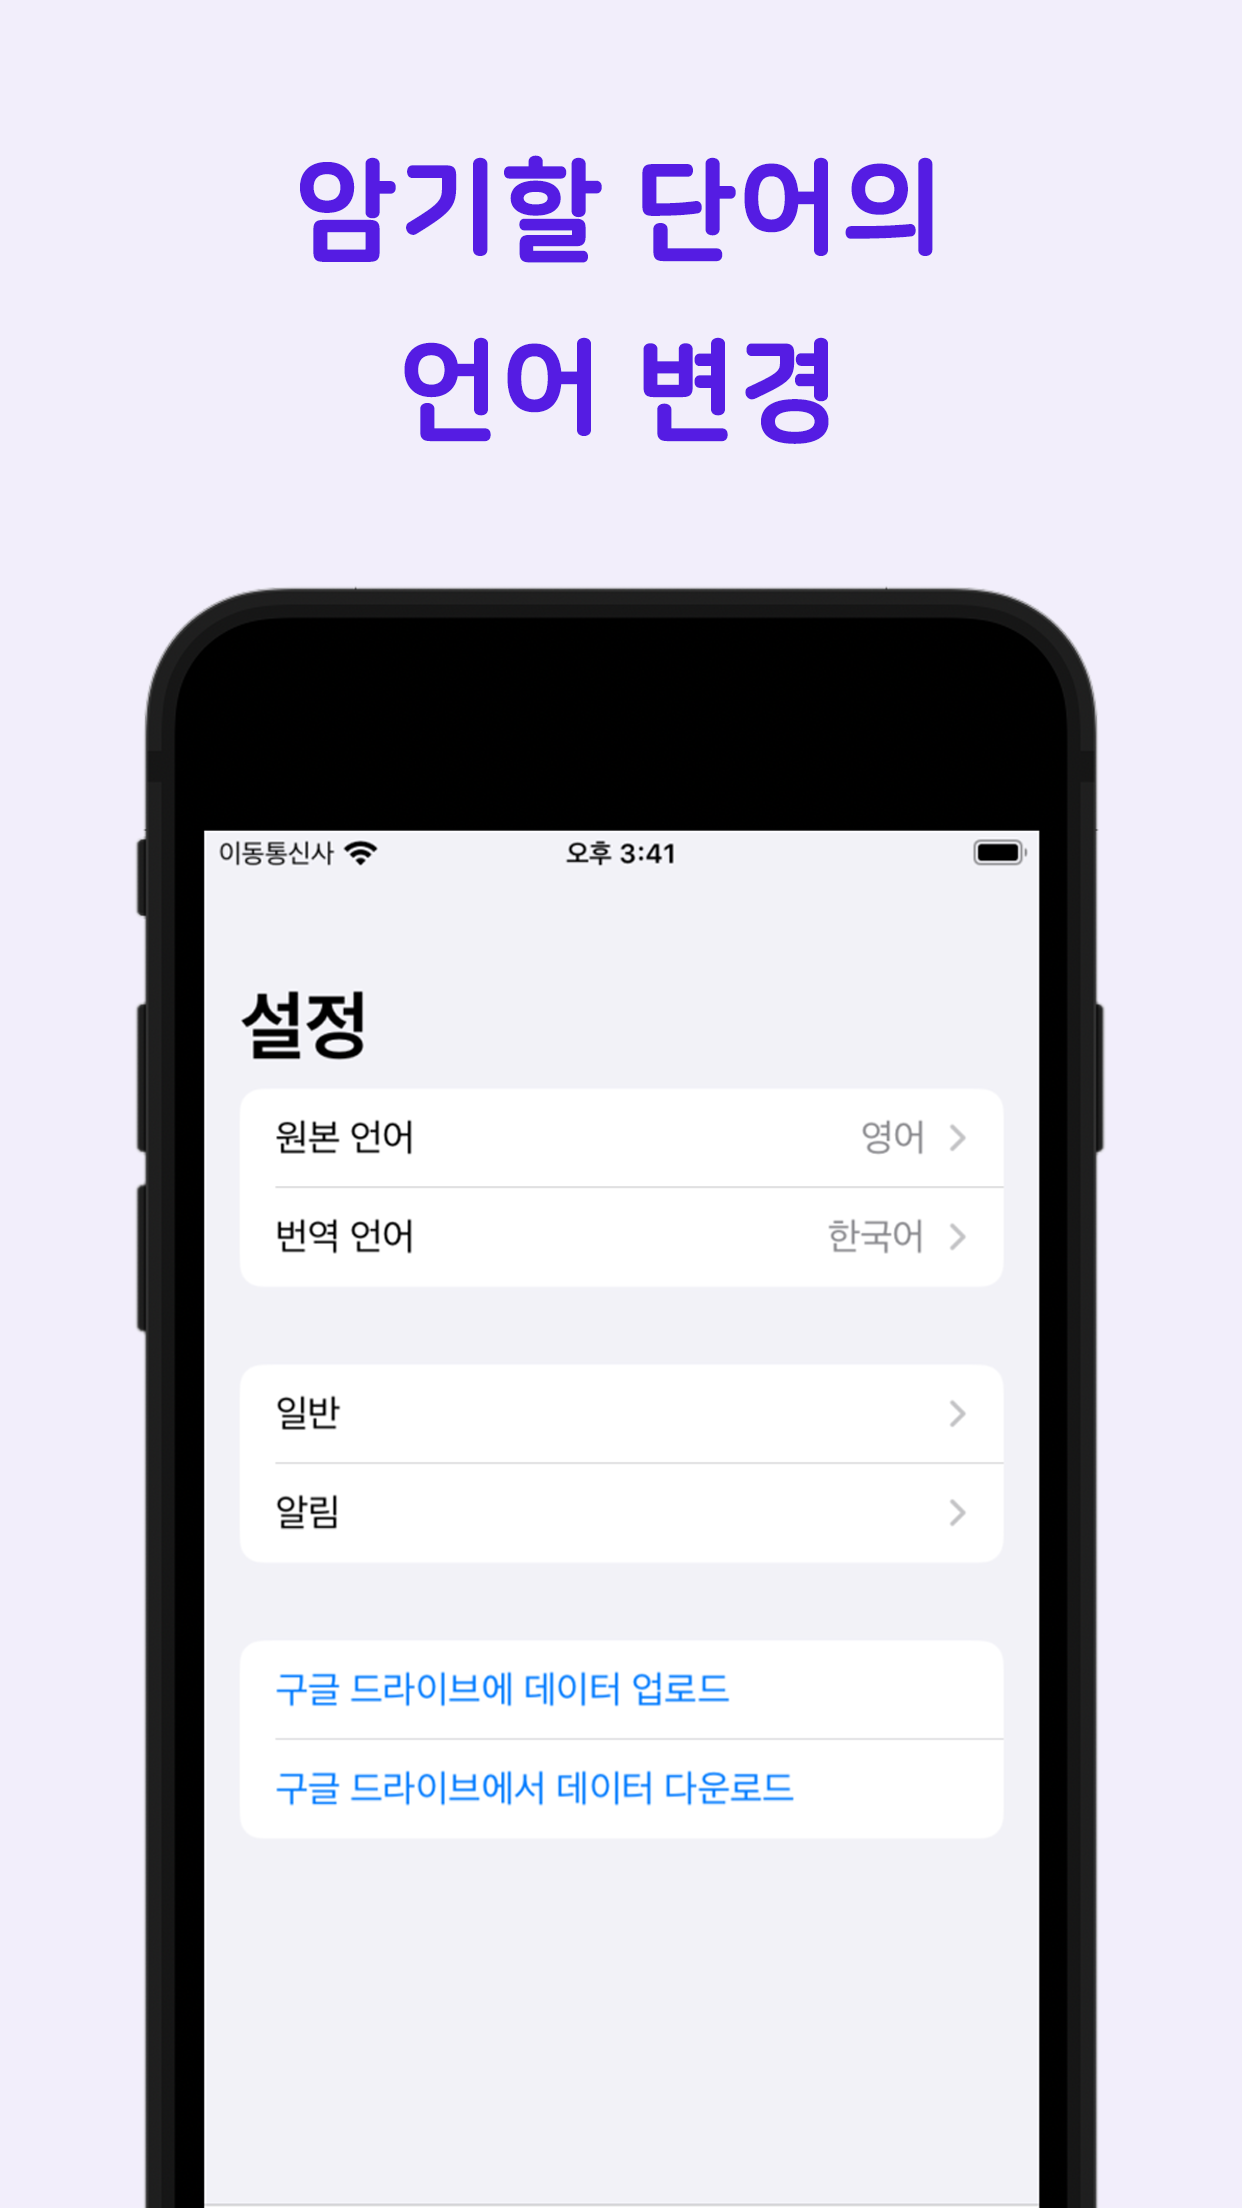 암기할 단어의
언어 변경
이동통신사 오후 3:41
설정
원본 언어 영어
번역 언어 한국어
일반
알림
구글 드라이브에 데이터 업로드
구글 드라이브에서 데이터 다운로드